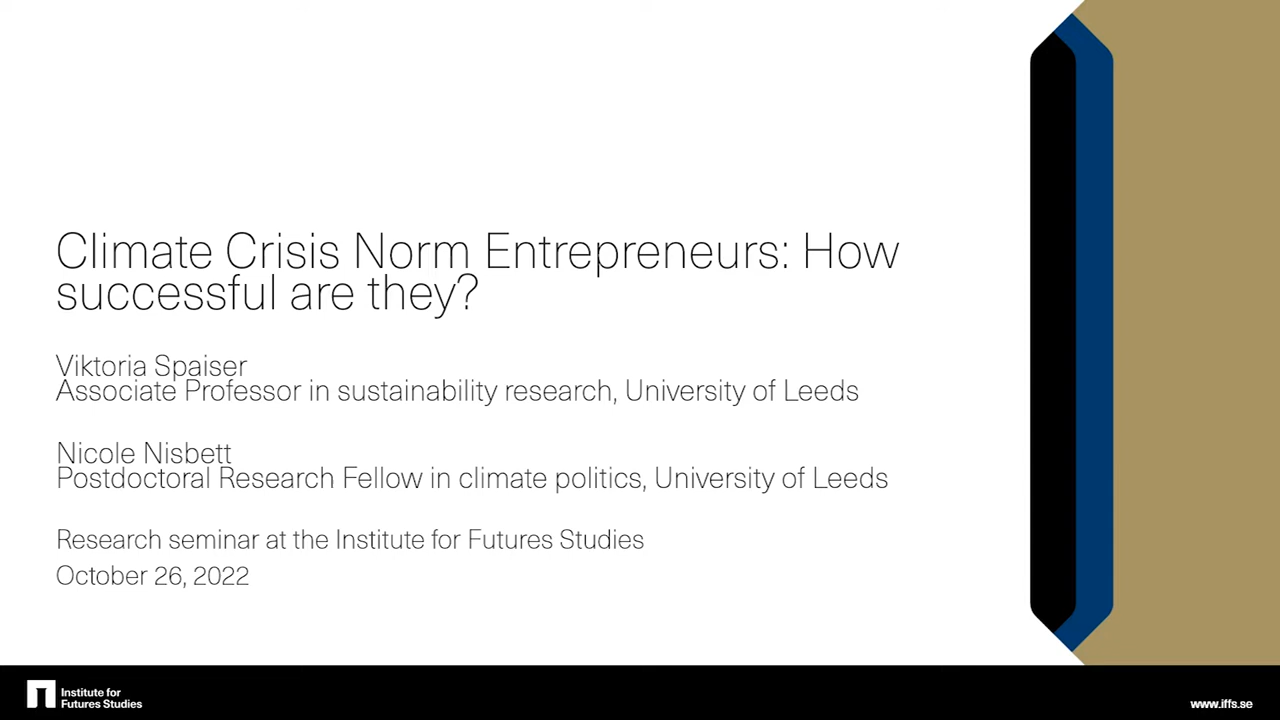 Climate Crisis Norm Entrepreneurs: How
successful are they?
Viktoria Spaiser
Associate Professor in sustainability research, University of Leeds
Nicole Nisbett
Postdoctoral Research Fellow in climate politics, University of Leeds
Research seminar at the Institute for Futures Studies
October 26, 2022
Institute for
Futures Studies
www.iffs.se